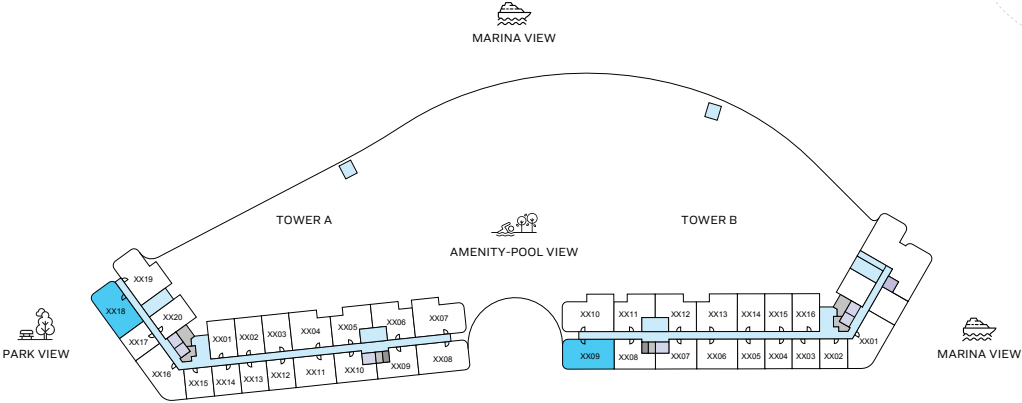 MARINA VIEW
TOWER A
TOWER B
AMENITY-POOL VIEW
PARK VIEW
MARINA VIEW
XX19
XX18
XX20
XX17
XX16
XX01
XX02
XX03
XX04
XX05
XX06
XX07
XX15
XX14
XX13
XX12
XX11
XX10
XX09
XX08
XX10
XX11
XX12
XX13
XX14
XX15
XX16
XX01
XX09
XX08
XX07
XX06
XX05
XX04
XX03
XX02